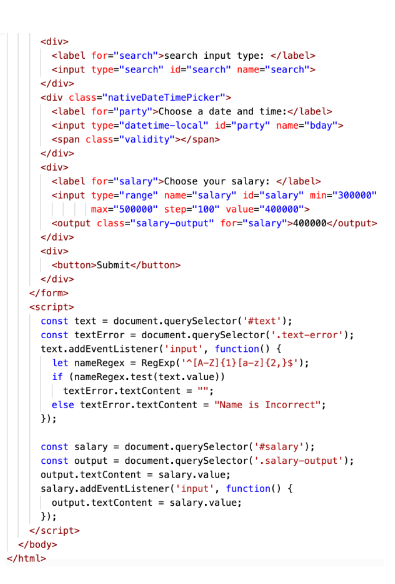 <div>
<label for="search">search input type: </label>
<input type="search" id="search" name="search">
</div>
<div class="nativeDateTimePicker">
<label for="party">Choose a date and time:</label>
<input type="datetime-local" id="party" name="bday">
<span class="validity"></span>
</div>
<div>
<label for="salary">Choose your salary: </label>
<input type="range" name="salary" id="salary" min="300000"
max="500000" step="100" value="400000">
<output class="salary-output" for="salary">400000</output>
</div>
<div>
<button>Submit</button>
</div>
</form>
<script>
const text = document.querySelector('#text');
const textError = document.querySelector('.text-error');
text.addEventListener('input', function() {
let nameRegex = RegExp('^[A-Z]{1}[a-z]{2,}$');
if (nameRegex.test(text.value))
textError.textContent = "";
else textError.textContent = "Name is Incorrect";
});
const salary = document.querySelector('#salary');
const output = document.querySelector('.salary-output');
output.textContent = salary.value;
salary.addEventListener('input', function() {
output.textContent = salary.value;
});
</script>
</body>
</html>